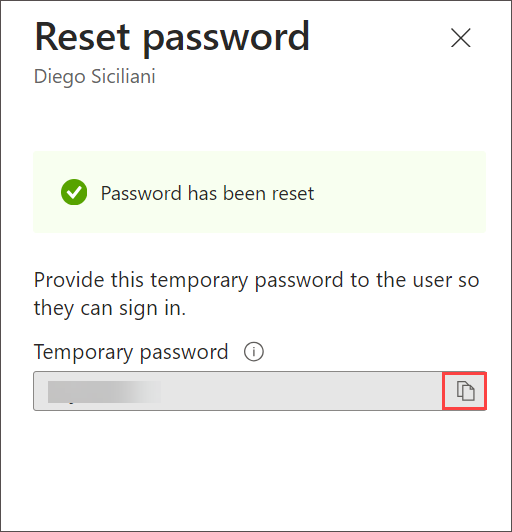 Reset password
Diego Siciliani
Password has been reset
Provide this temporary password to the user so
they can sign in.
Temporary password